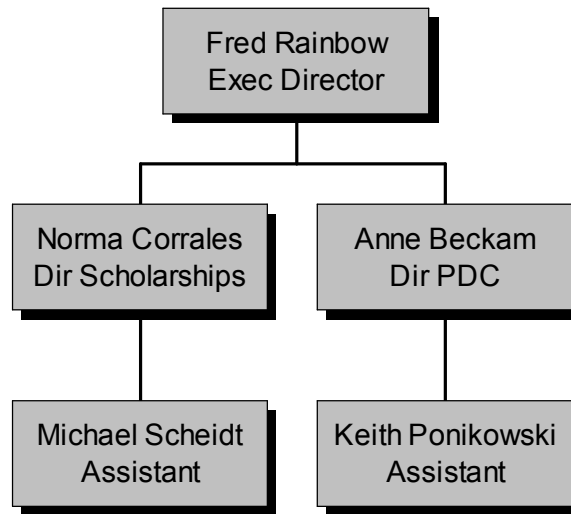 Fred Rainbow
Exec Director
Norma Corrales
Dir Scholarships
Anne Beckam
Dir PDC
Michael Scheidt
Assistant
Keith Ponikowski
Assistant